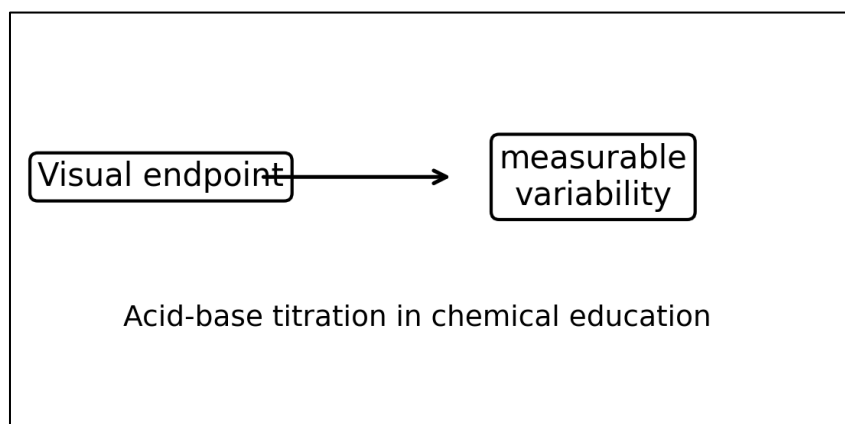 Visual endpoint
measurable
variability
Acid-base titration in chemical education